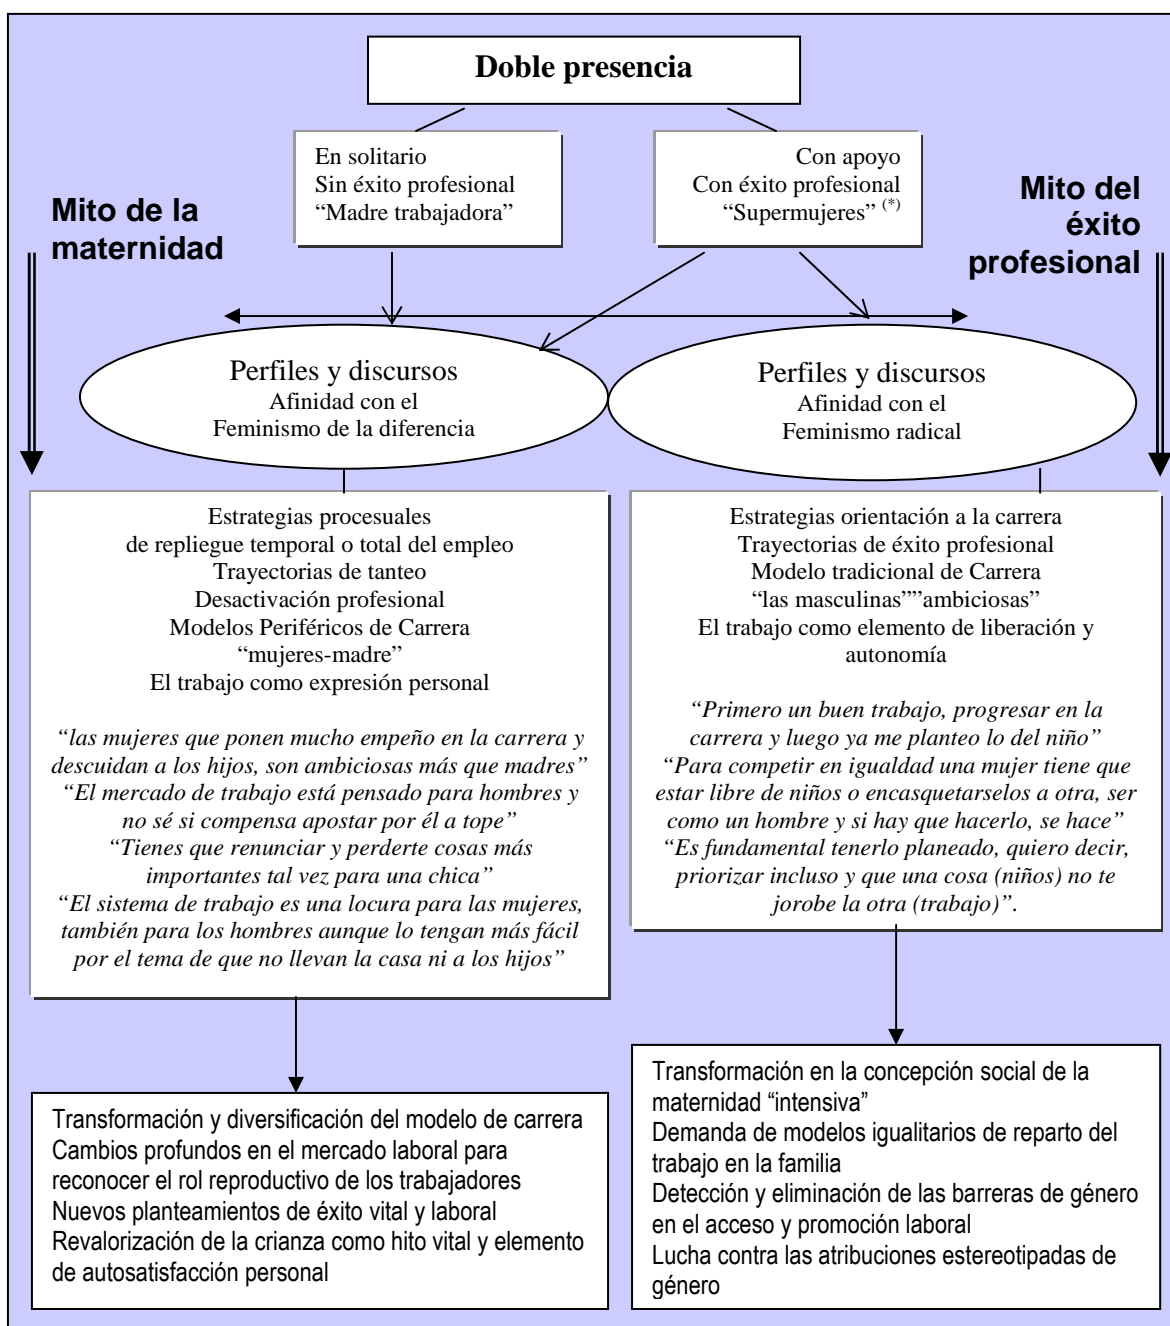 Doble presencia
En solitario
Sin éxito profesional
“Madre trabajadora”
Con apoyo
Con éxito profesional
“Supermujeres” (*)
Mito de la
maternidad
Mito del
éxito
profesional
Perfiles y discursos
Afinidad con el
Feminismo de la diferencia
Perfiles y discursos
Afinidad con el
Feminismo radical
Estrategias procesuales
de repliegue temporal o total del empleo
Trayectorias de tanteo
Desactivación profesional
Modelos Periféricos de Carrera
“mujeres-madre”
El trabajo como expresión personal
“las mujeres que ponen mucho empeño en la carrera y
descuidan a los hijos, son ambiciosas más que madres”
“El mercado de trabajo está pensado para hombres y
no sé si compensa apostar por él a tope”
“Tienes que renunciar y perderte cosas más
importantes tal vez para una chica”
“El sistema de trabajo es una locura para las mujeres,
también para los hombres aunque lo tengan más fácil
por el tema de que no llevan la casa ni a los hijos”
Estrategias orientación a la carrera
Trayectorias de éxito profesional
Modelo tradicional de Carrera
“las masculinas””ambiciosas”
El trabajo como elemento de liberación y
autonomía
“Primero un buen trabajo, progresar en la
carrera y luego ya me planteo lo del niño”
“Para competir en igualdad una mujer tiene que
estar libre de niños o encasquetarselos a otra, ser
como un hombre y si hay que hacerlo, se hace”
“Es fundamental tenerlo planeado, quiero decir,
priorizar incluso y que una cosa (niños) no te
jorobe la otra (trabajo)”.
Transformación y diversificación del modelo de carrera
Cambios profundos en el mercado laboral para
reconocer el rol reproductivo de los trabajadores
Nuevos planteamientos de éxito vital y laboral
Revalorización de la crianza como hito vital y elemento
de autosatisfacción personal
Transformación en la concepción social de la
maternidad “intensiva”
Demanda de modelos igualitarios de reparto del
trabajo en la familia
Detección y eliminación de las barreras de género
en el acceso y promoción laboral
Lucha contra las atribuciones estereotipadas de
género